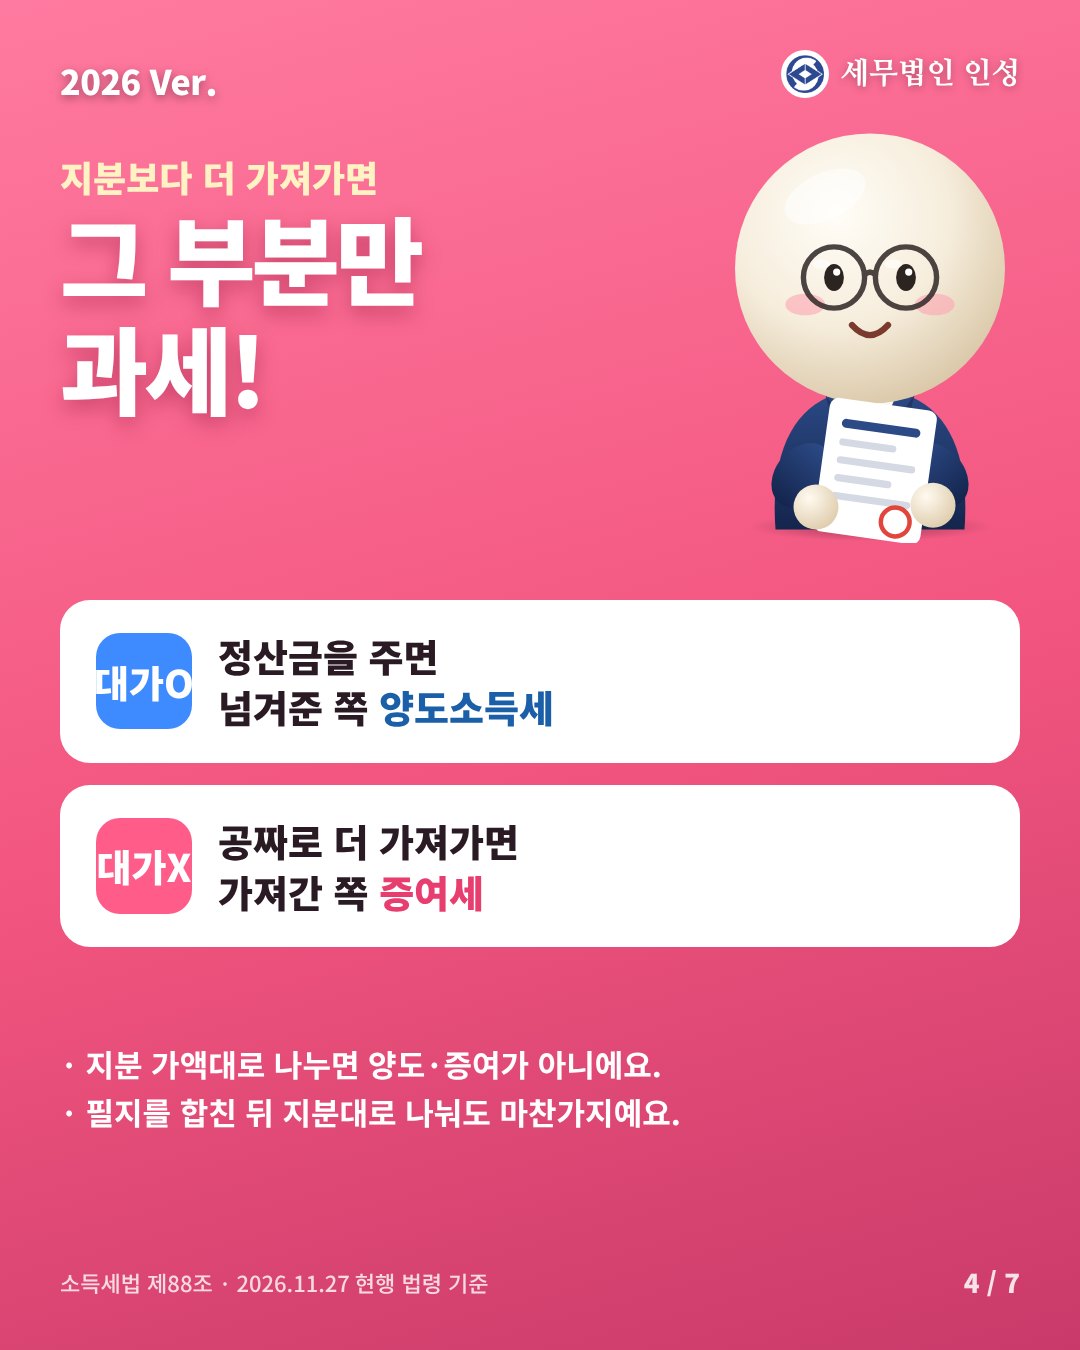 2026 Ver.
세무법인 인성
지분보다 더 가져가면
그 부분만
과세!
대가O
정산금을 주면
넘겨준 쪽 양도소득세
대가X
공짜로 더 가져가면
가져간 쪽 증여세
· 지분 가액대로 나누면 양도·증여가 아니에요.
· 필지를 합친 뒤 지분대로 나눠도 마찬가지예요.
소득세법 제88조 · 2026.11.27 현행 법령 기준
4 / 7